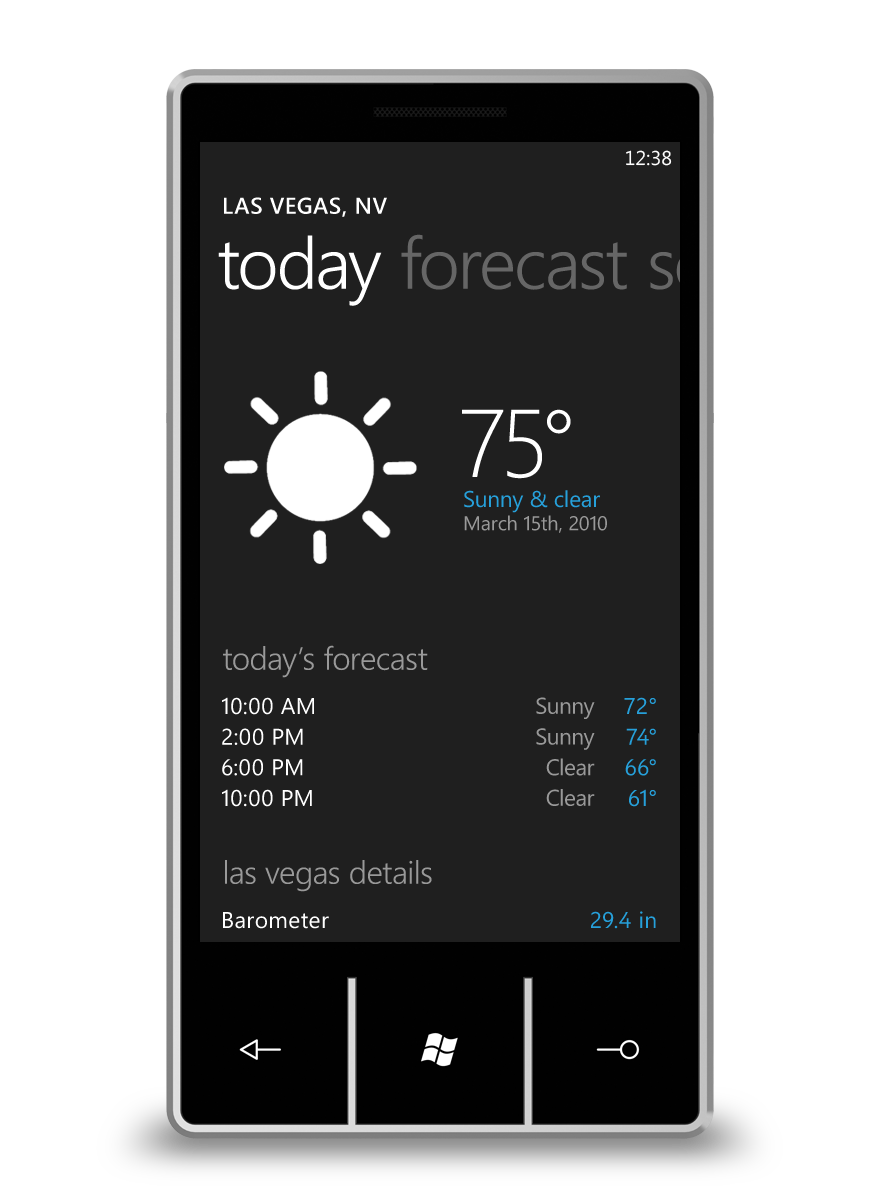 12:38
LAS VEGAS, NV
today forecast
75°
Sunny & clear
March 15th, 2010
today's forecast
10:00 AM Sunny 72°
2:00 PM Sunny 74°
6:00 PM Clear 66°
10:00 PM Clear 61°
las vegas details
Barometer 29.4 in